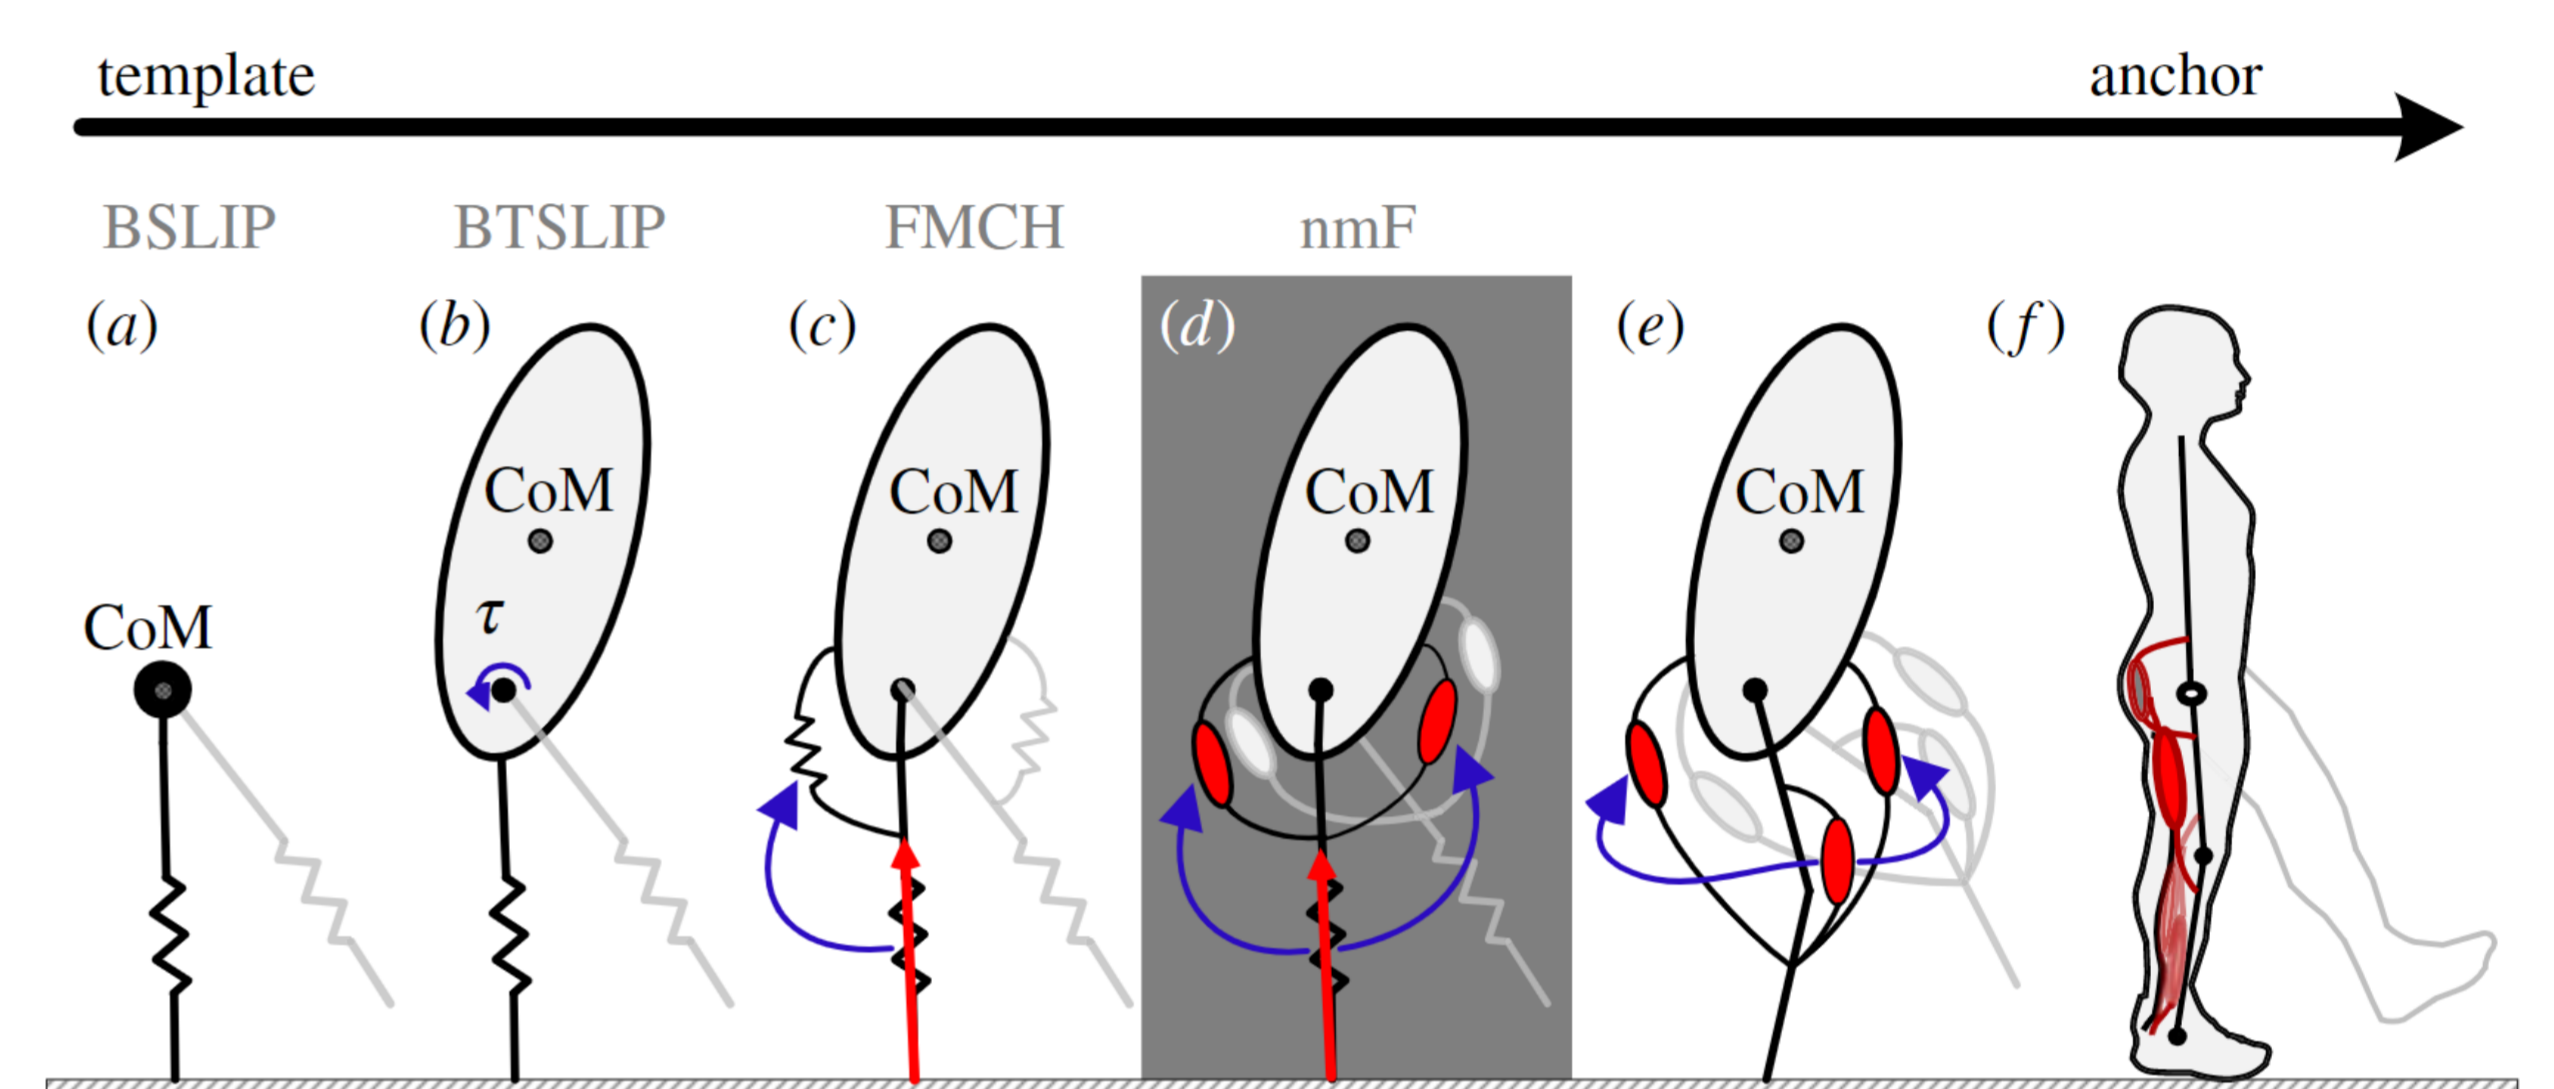 template anchor
BSLIP BTSLIP FMCH nmF
(a) (b) (c) (d) (e) (f)
CoM CoM CoM CoM
τ
CoM